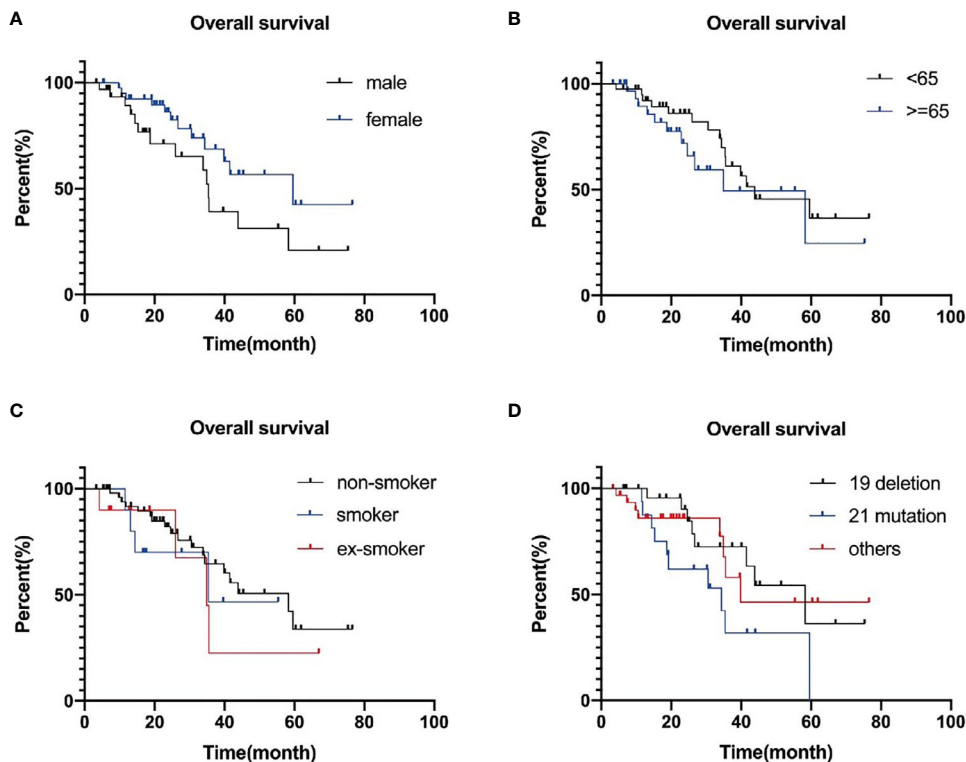 A
Overall survival
male
female
Percent(%)
100
50
0
0 20 40 60 80 100
Time(month)
B
Overall survival
<65
>=65
Percent(%)
100
50
0
0 20 40 60 80 100
Time(month)
C
Overall survival
non-smoker
smoker
ex-smoker
Percent(%)
100
50
0
0 20 40 60 80 100
Time(month)
D
Overall survival
19 deletion
21 mutation
others
Percent(%)
100
50
0
0 20 40 60 80 100
Time(month)